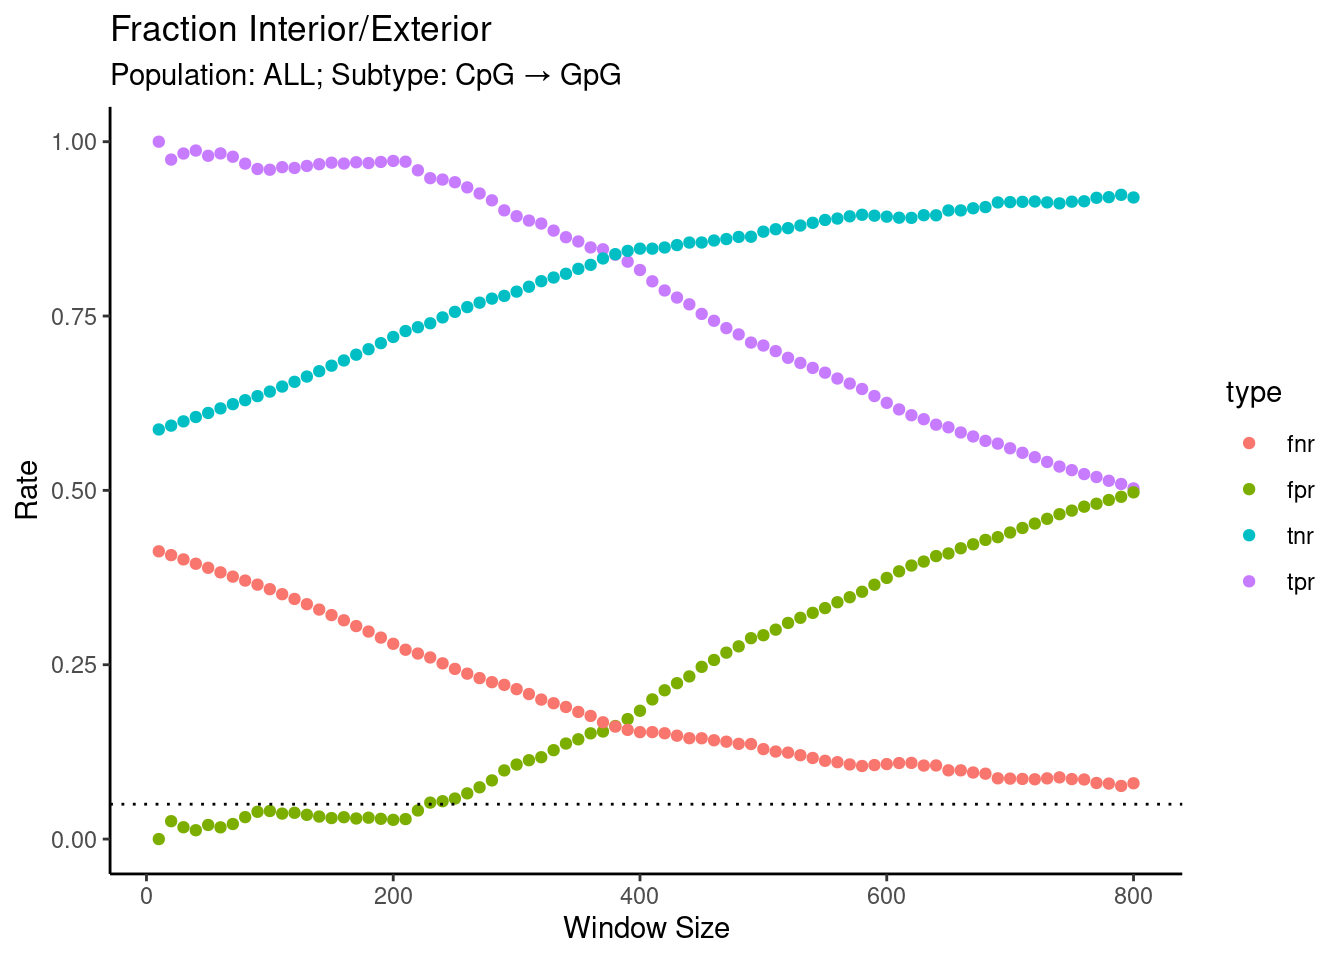 Fraction Interior/Exterior
Population: ALL; Subtype: CpG → GpG
1.00
0.75
0.50
0.25
0.00
Rate
0 200 400 600 800
Window Size
type
fnr
fpr
tnr
tpr